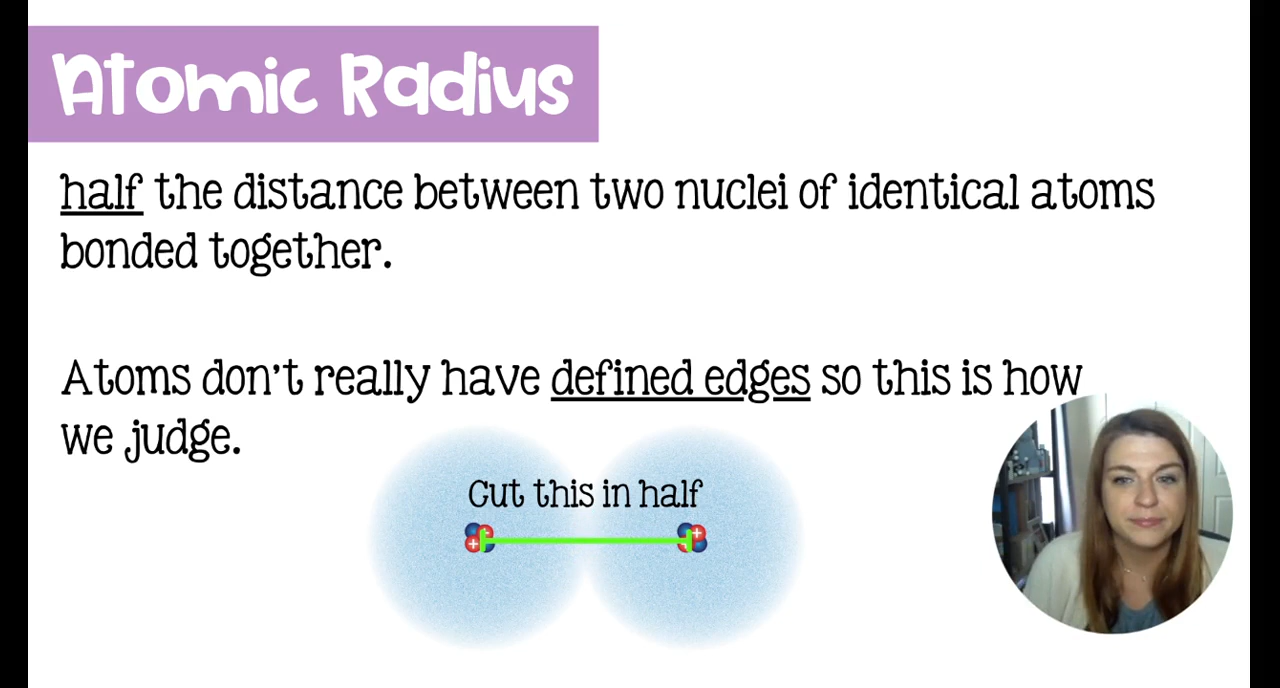 Atomic Radius
half the distance between two nuclei of identical atoms
bonded together.
Atoms don't really have defined edges so this is how
we judge.
Cut this in half
+
+
+